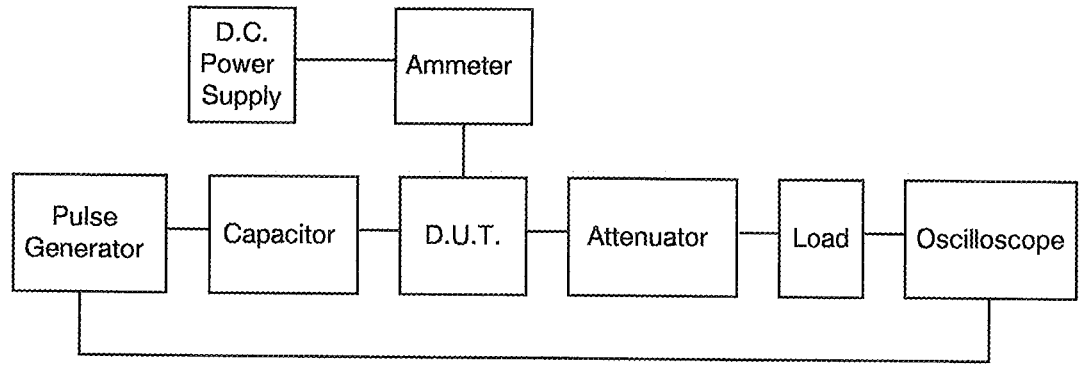 D.C.
Power
Supply
Ammeter
Pulse
Generator
Capacitor
D.U.T.
Attenuator
Load
Oscilloscope